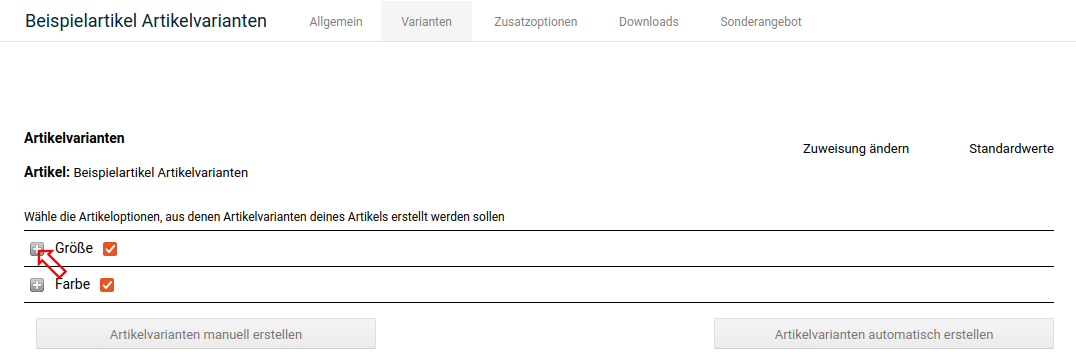 Beispielartikel Artikelvarianten Allgemein Varianten Zusatzoptionen Downloads Sonderangebot
Artikelvarianten
Zuweisung ändern Standardwerte
Artikel: Beispielartikel Artikelvarianten
Wähle die Artikeloptionen, aus denen Artikelvarianten deines Artikels erstellt werden sollen
Größe
Farbe
Artikelvarianten manuell erstellen Artikelvarianten automatisch erstellen